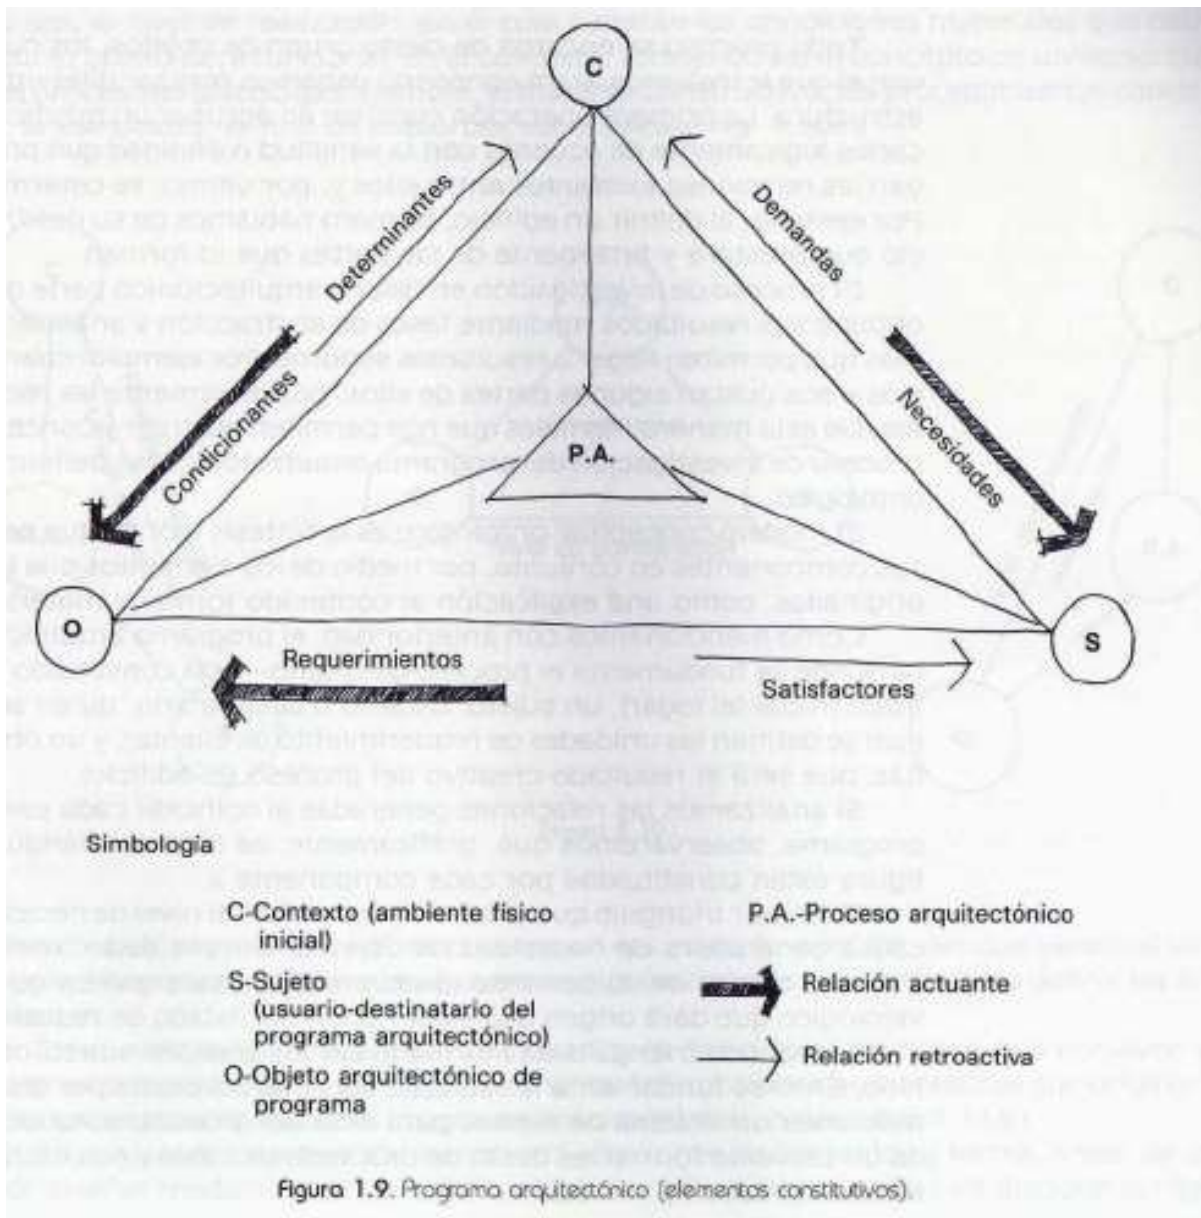 C
Determinantes
Demandas
Condicionantes
Necesidades
P.A.
O
S
Requerimientos
Satisfactores
Simbología
C-Contexto (ambiente físico
inicial)
S-Sujeto
(usuario-destinatario del
programa arquitectónico)
O-Objeto arquitectónico de
programa
P.A.-Proceso arquitectónico
Relación actuante
Relación retroactiva
Figura 1.9. Programa arquitectónico (elementos constitutivos).